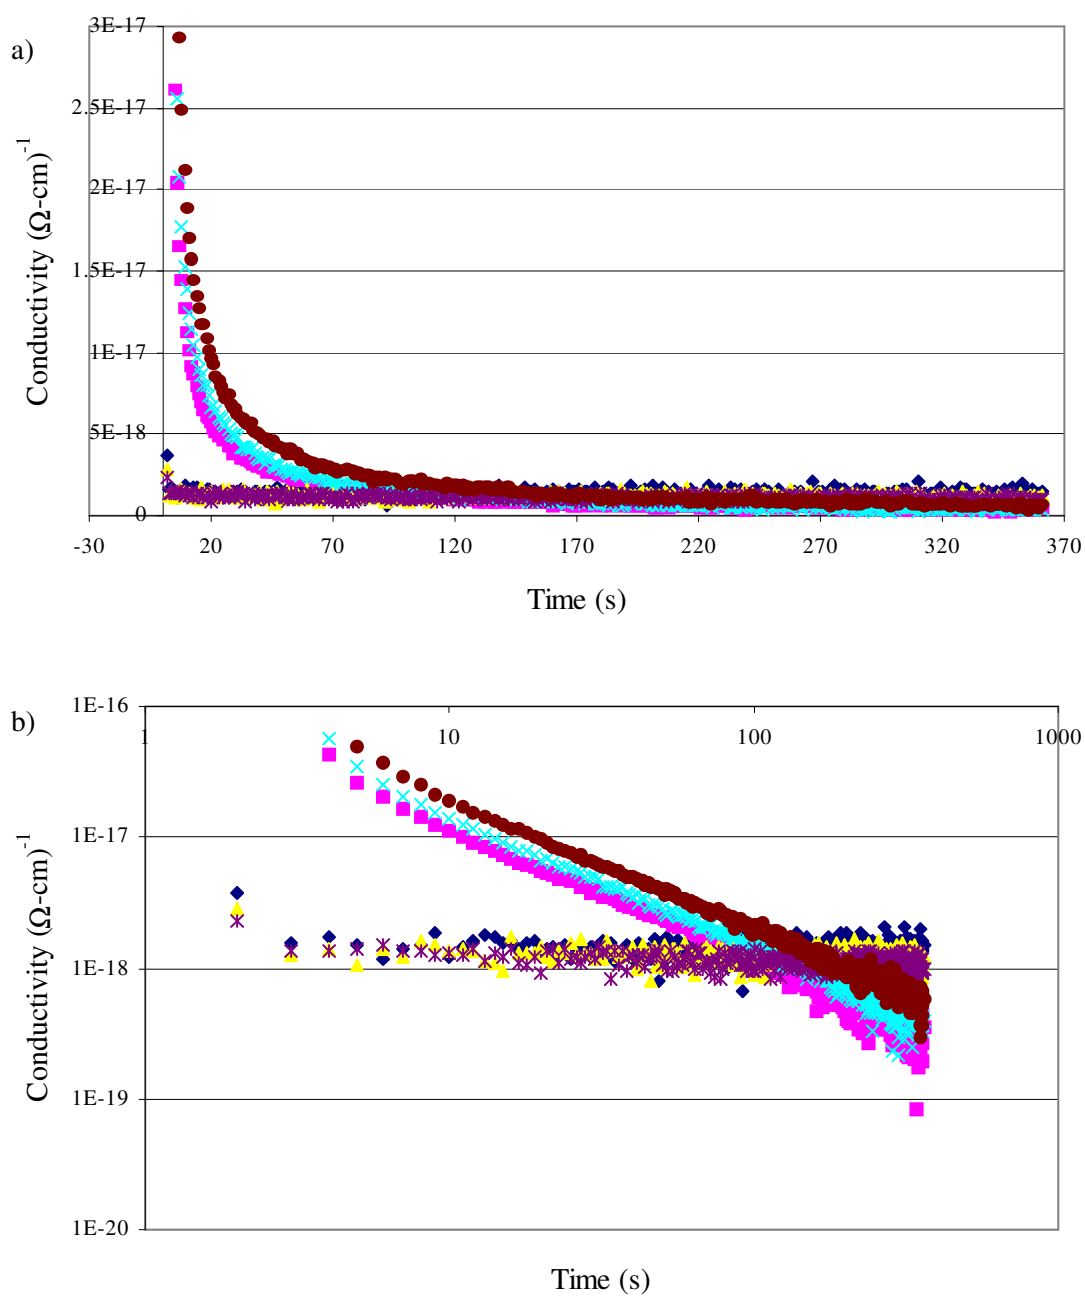 a)
3E-17
2.5E-17
2E-17
1.5E-17
1E-17
5E-18
0
-30 20 70 120 170 220 270 320 370
Conductivity (Ω-cm)-1
Time (s)
b)
1E-16
1 10 100 1000
1E-17
1E-18
1E-19
1E-20
Conductivity (Ω-cm)-1
Time (s)